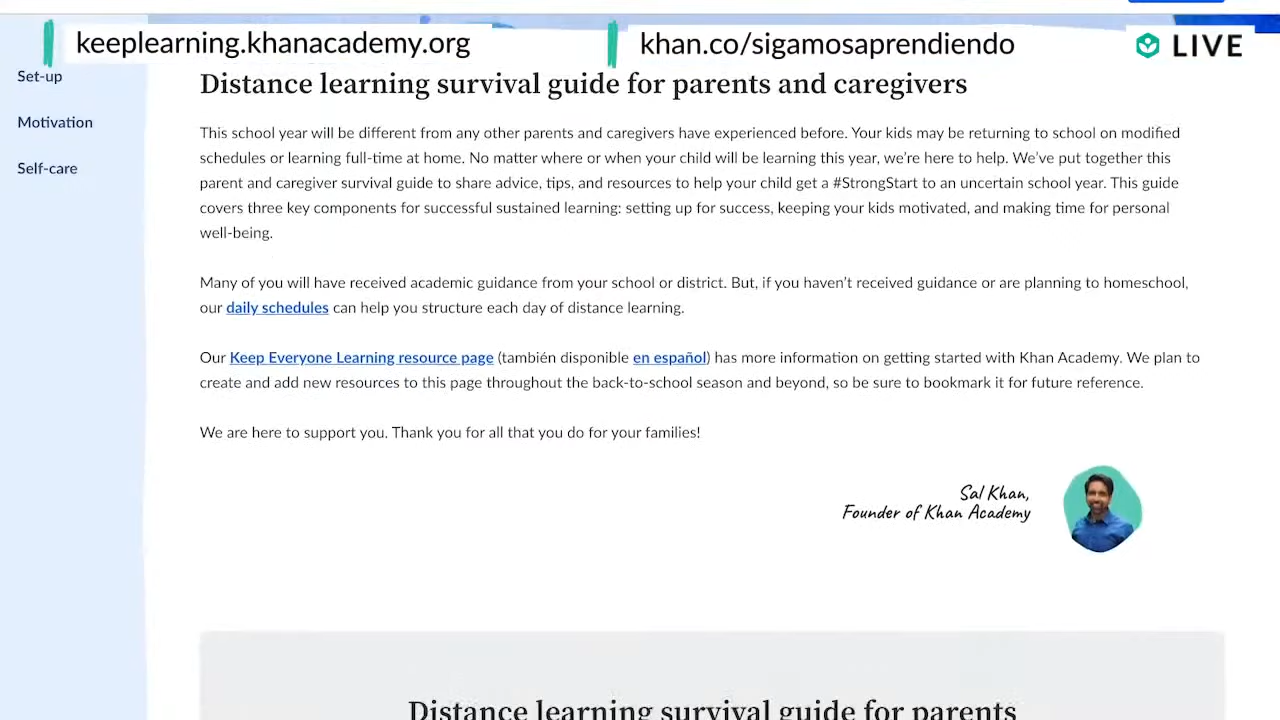 keeplearning.khanacademy.org
khan.co/sigamosaprendiendo
LIVE
Set-up
Motivation
Self-care
Distance learning survival guide for parents and caregivers
This school year will be different from any other parents and caregivers have experienced before. Your kids may be returning to school on modified
schedules or learning full-time at home. No matter where or when your child will be learning this year, we're here to help. We've put together this
parent and caregiver survival guide to share advice, tips, and resources to help your child get a #StrongStart to an uncertain school year. This guide
covers three key components for successful sustained learning: setting up for success, keeping your kids motivated, and making time for personal
well-being.
Many of you will have received academic guidance from your school or district. But, if you haven't received guidance or are planning to homeschool,
our daily schedules can help you structure each day of distance learning.
Our Keep Everyone Learning resource page (también disponible en español) has more information on getting started with Khan Academy. We plan to
create and add new resources to this page throughout the back-to-school season and beyond, so be sure to bookmark it for future reference.
We are here to support you. Thank you for all that you do for your families!
Sal Khan,
Founder of Khan Academy
Distance learning survival guide for parents